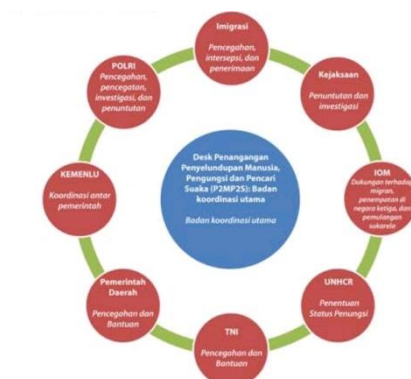 Imigrasi
Pencegahan,
intersepsi, dan
penerimaan
Kejaksaan
Penuntutan dan
investigasi
IOM
Dukungan terhadap
migran,
penempatan di
negara ketiga, dan
pemulangan
sukarela
UNHCR
Penentuan
Status Penungsi
TNI
Pencegahan dan
Bantuan
Pemerintah
Daerah
Pencegahan dan
Bantuan
KEMENLU
Koordinasi antar
pemerintah
POLRI
Pencegahan,
pencegatan,
investigasi, dan
penuntutan
Desk Penangangan
Penyelundupan Manusia,
Pengungsi dan Pencari
Suaka (P2MP2S): Badan
koordinasi utama
Badan koordinasi utama